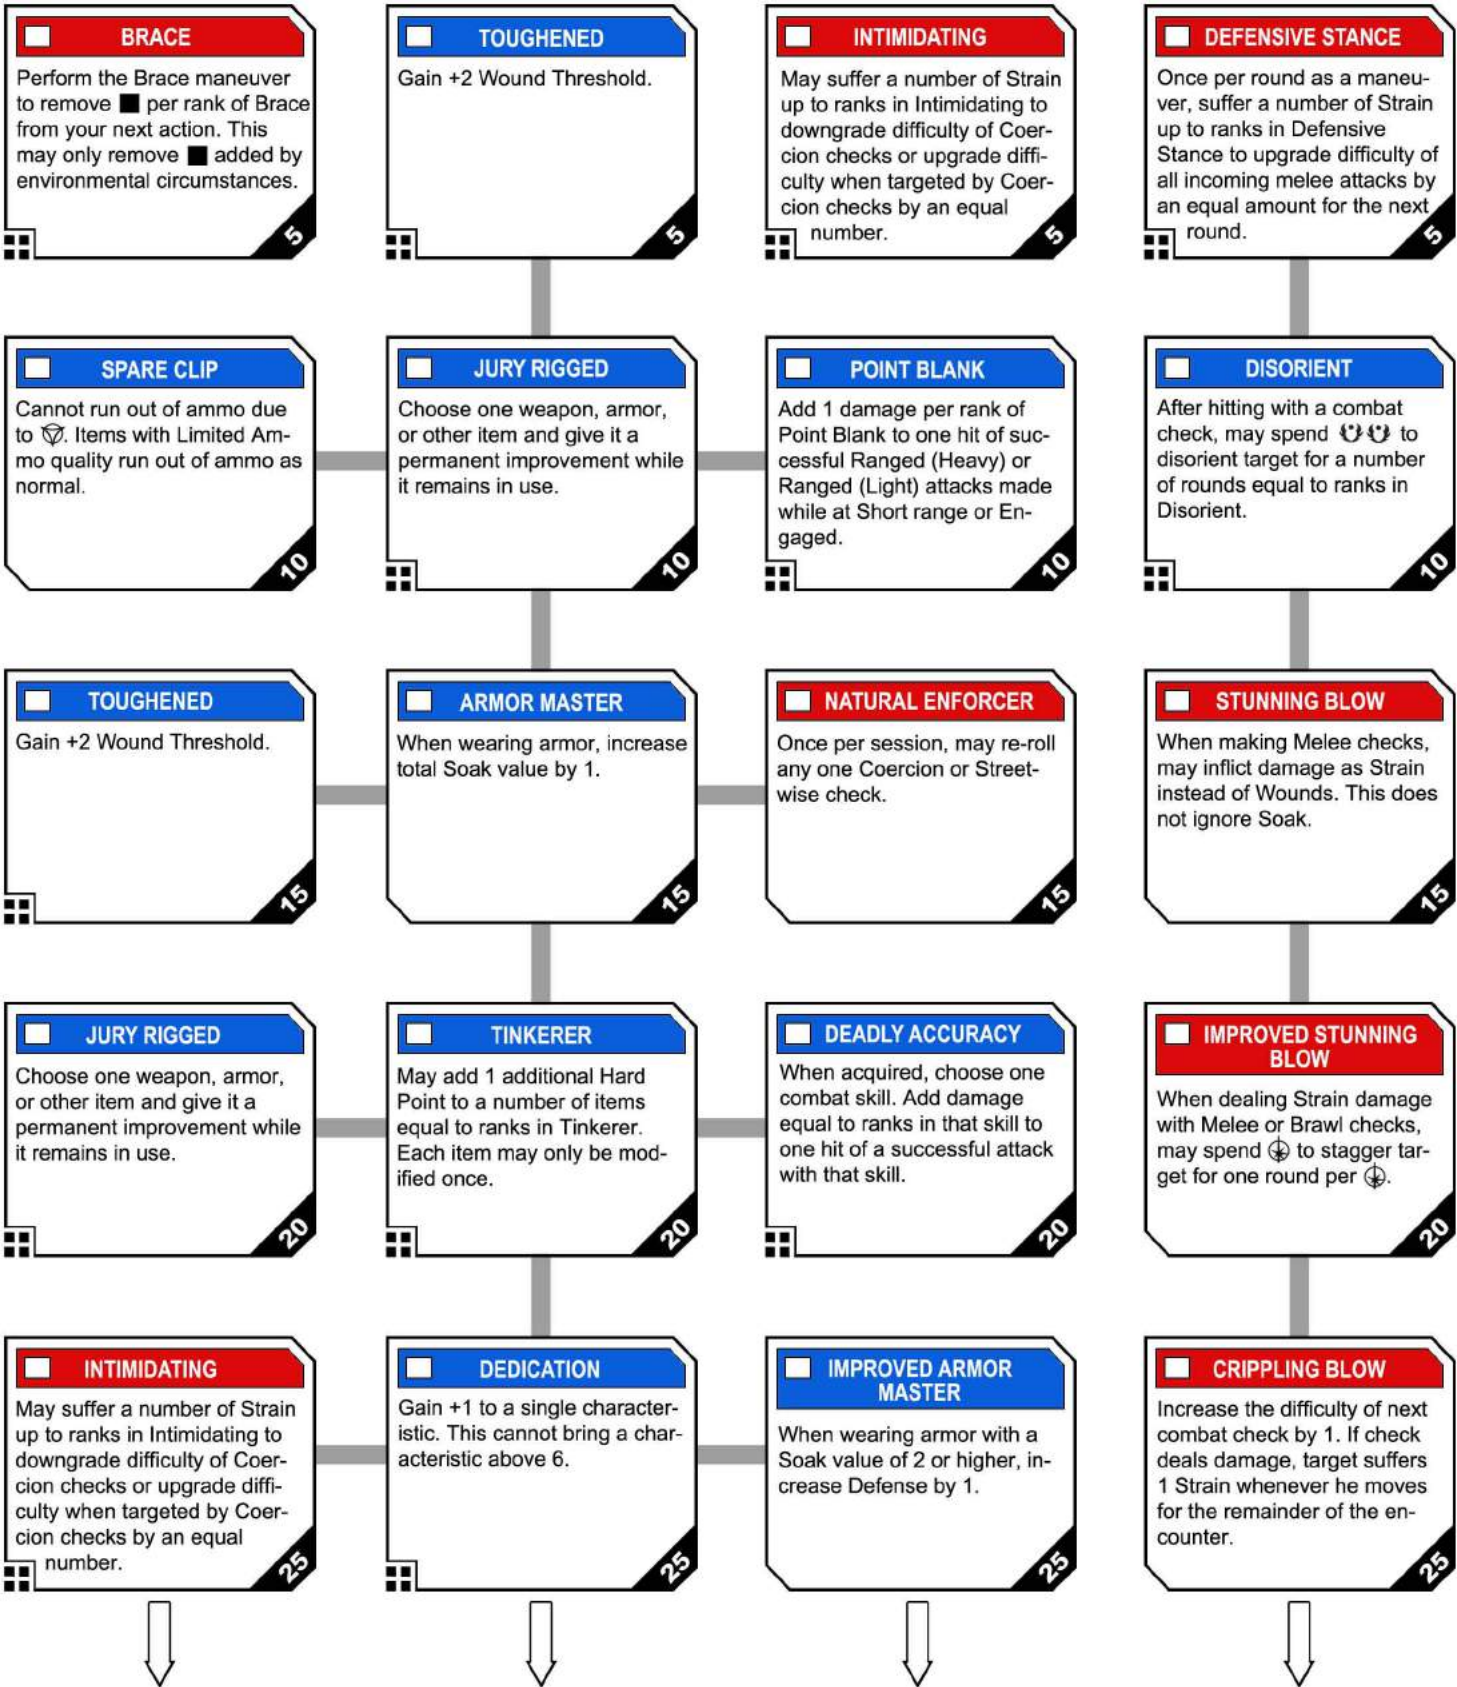 BRACE
Perform the Brace maneuver
to remove ■ per rank of Brace
from your next action. This
may only remove ■ added by
environmental circumstances.
5
TOUGHENED
Gain +2 Wound Threshold.
5
INTIMIDATING
May suffer a number of Strain
up to ranks in Intimidating to
downgrade difficulty of Coer-
cion checks or upgrade diffi-
culty when targeted by Coer-
cion checks by an equal
number.
5
DEFENSIVE STANCE
Once per round as a maneu-
ver, suffer a number of Strain
up to ranks in Defensive
Stance to upgrade difficulty of
all incoming melee attacks by
an equal amount for the next
round.
5
SPARE CLIP
Cannot run out of ammo due
to . Items with Limited Am-
mo quality run out of ammo as
normal.
10
JURY RIGGED
Choose one weapon, armor,
or other item and give it a
permanent improvement while
it remains in use.
10
POINT BLANK
Add 1 damage per rank of
Point Blank to one hit of suc-
cessful Ranged (Heavy) or
Ranged (Light) attacks made
while at Short range or En-
gaged.
10
DISORIENT
After hitting with a combat
check, may spend to
disorient target for a number
of rounds equal to ranks in
Disorient.
10
TOUGHENED
Gain +2 Wound Threshold.
15
ARMOR MASTER
When wearing armor, increase
total Soak value by 1.
15
NATURAL ENFORCER
Once per session, may re-roll
any one Coercion or Street-
wise check.
15
STUNNING BLOW
When making Melee checks,
may inflict damage as Strain
instead of Wounds. This does
not ignore Soak.
15
JURY RIGGED
Choose one weapon, armor,
or other item and give it a
permanent improvement while
it remains in use.
20
TINKERER
May add 1 additional Hard
Point to a number of items
equal to ranks in Tinkerer.
Each item may only be mod-
ified once.
20
DEADLY ACCURACY
When acquired, choose one
combat skill. Add damage
equal to ranks in that skill to
one hit of a successful attack
with that skill.
20
IMPROVED STUNNING
BLOW
When dealing Strain damage
with Melee or Brawl checks,
may spend to stagger tar-
get for one round per .
20
INTIMIDATING
May suffer a number of Strain
up to ranks in Intimidating to
downgrade difficulty of Coer-
cion checks or upgrade diffi-
culty when targeted by Coer-
cion checks by an equal
number.
25
DEDICATION
Gain +1 to a single character-
istic. This cannot bring a char-
acteristic above 6.
25
IMPROVED ARMOR
MASTER
When wearing armor with a
Soak value of 2 or higher, in-
crease Defense by 1.
25
CRIPPLING BLOW
Increase the difficulty of next
combat check by 1. If check
deals damage, target suffers
1 Strain whenever he moves
for the remainder of the en-
counter.
25